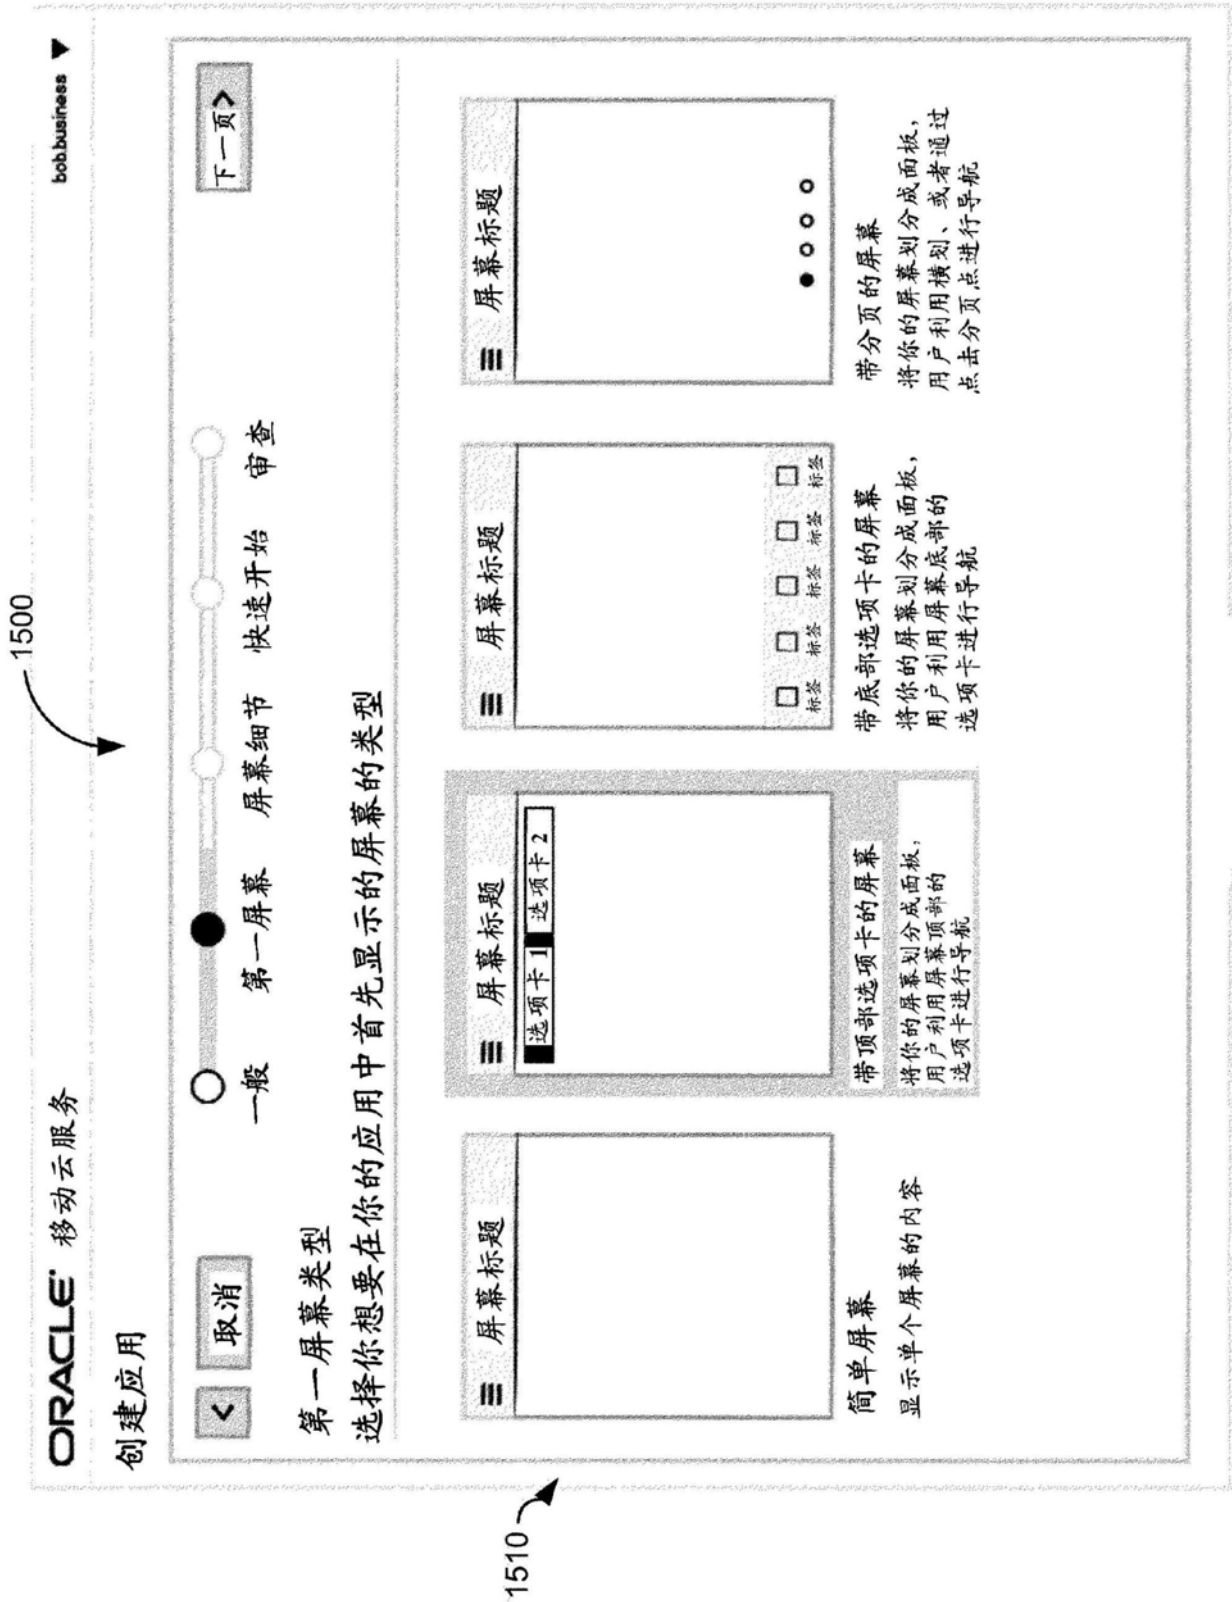 1500
ORACLE 移动云服务
bob.business
创建应用
< 取消
下一页 >
一般 第一屏幕 屏幕细节 快速开始 审查
第一屏幕类型
选择你想要在你的应用中首先显示的屏幕的类型
1510
屏幕标题
简单屏幕
显示单个屏幕的内容
屏幕标题
选项卡 1 选项卡 2
带顶部选项卡的屏幕
将你的屏幕划分成面板，
用户利用屏幕顶部的
选项卡进行导航
屏幕标题
标签 标签 标签 标签 标签
带底部选项卡的屏幕
将你的屏幕划分成面板，
用户利用屏幕底部的
选项卡进行导航
屏幕标题
带分页的屏幕
将你的屏幕划分成面板，
用户利用横划、或者通过
点击分页点进行导航